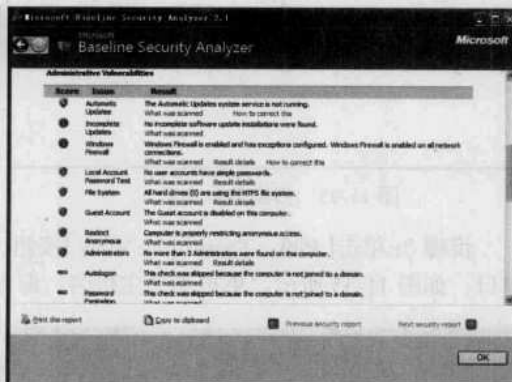 Microsoft Baseline Security Analyzer 2.1
Microsoft
Baseline Security Analyzer
Microsoft
Administrative Vulnerabilities
Score Issue Result
Automatic Updates The Automatic Updates system service is not running.
What was scanned How to correct this
Incomplete Updates No incomplete software update installations were found.
What was scanned
Windows Firewall Windows Firewall is enabled and has exceptions configured. Windows Firewall is enabled on all network connections.
What was scanned Result details How to correct this
Local Account Password Test No user accounts have simple passwords.
What was scanned Result details
File System All hard drives (5) are using the NTFS file system.
What was scanned Result details
Guest Account The Guest account is disabled on this computer.
What was scanned
Restrict Anonymous Computer is properly restricting anonymous access.
What was scanned
Administrators No more than 2 Administrators were found on this computer.
What was scanned Result details
Autologon This check was skipped because the computer is not joined to a domain.
What was scanned
Password Expiration This check was skipped because the computer is not joined to a domain.
What was scanned
Print this report Copy to clipboard Previous security report Next security report
OK